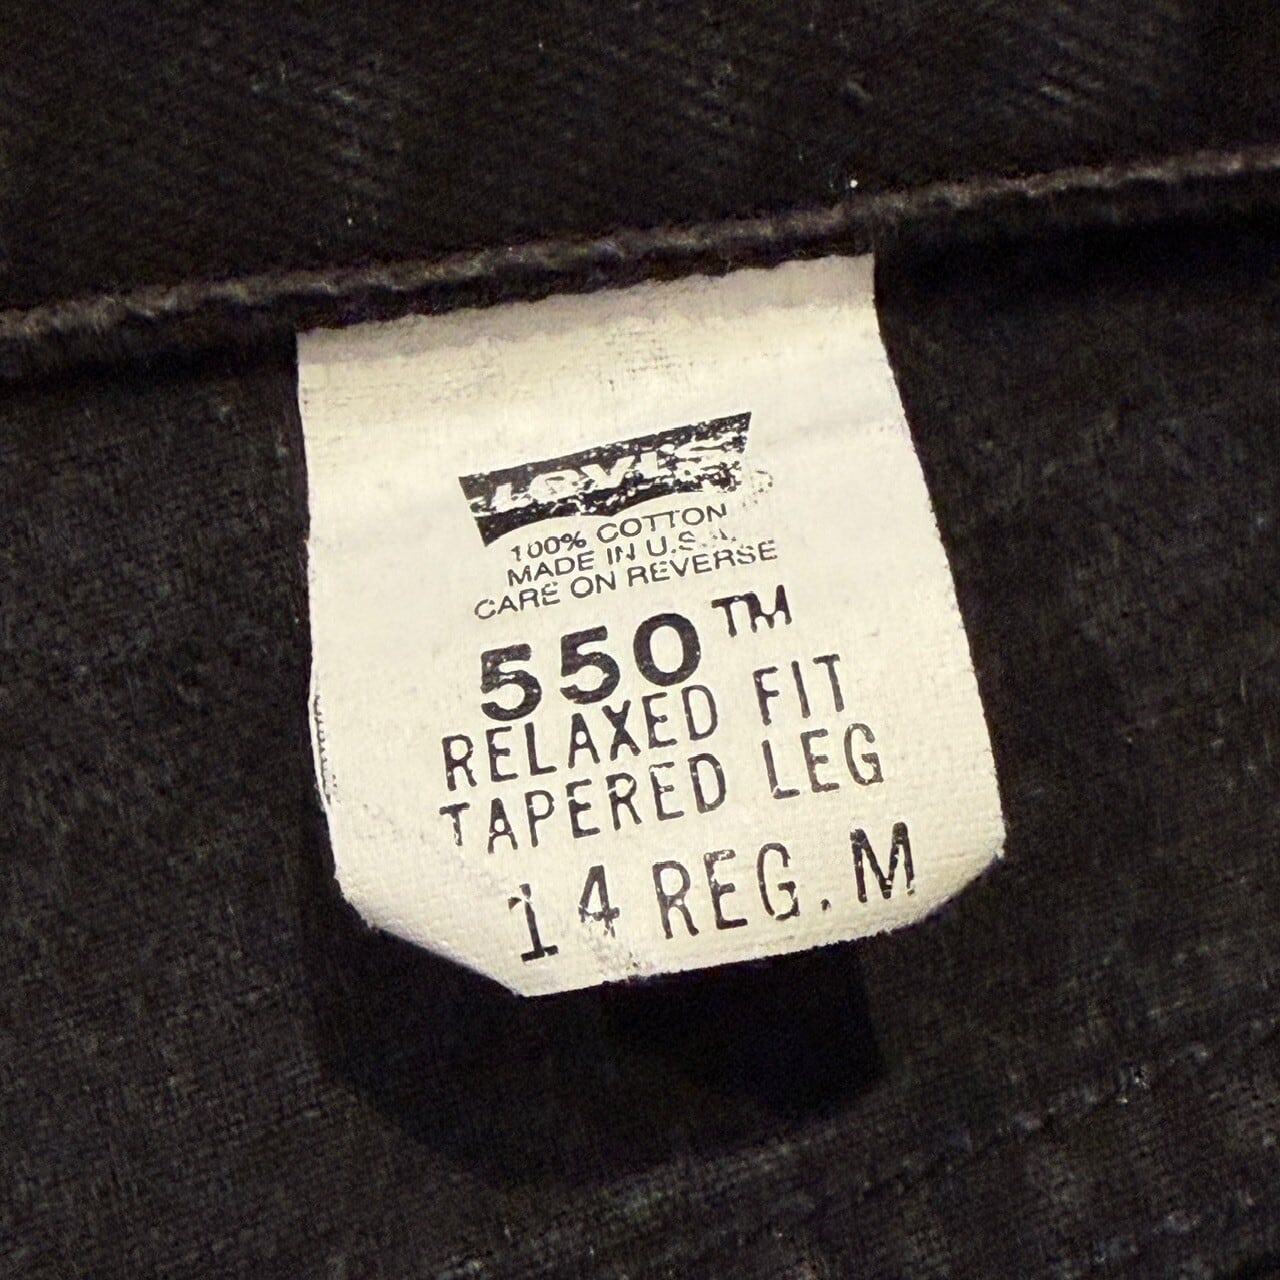 LEVI'S
100% COTTON
MADE IN U.S.A.
CARE ON REVERSE
550™
RELAXED FIT
TAPERED LEG
14 REG. M